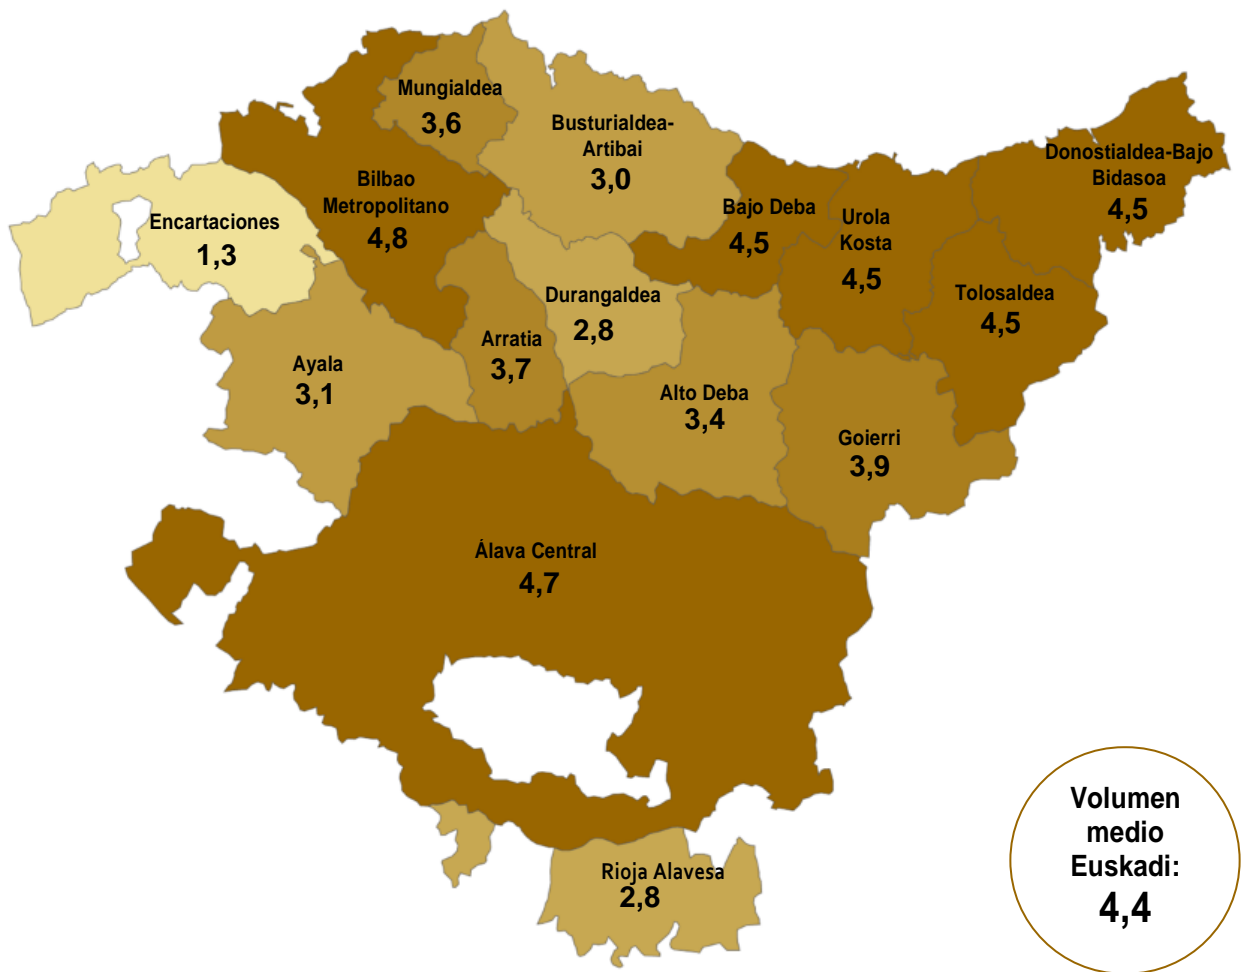 Mungialdea
3,6
Busturialdea-
Artibai
3,0
Donostialdea-Bajo
Bidasoa
4,5
Bilbao
Metropolitano
4,8
Encartaciones
1,3
Bajo Deba
4,5
Urola
Kosta
4,5
Durangaldea
2,8
Tolosaldea
4,5
Arratia
3,7
Ayala
3,1
Alto Deba
3,4
Goierri
3,9
Álava Central
4,7
Rioja Alavesa
2,8
Volumen
medio
Euskadi:
4,4